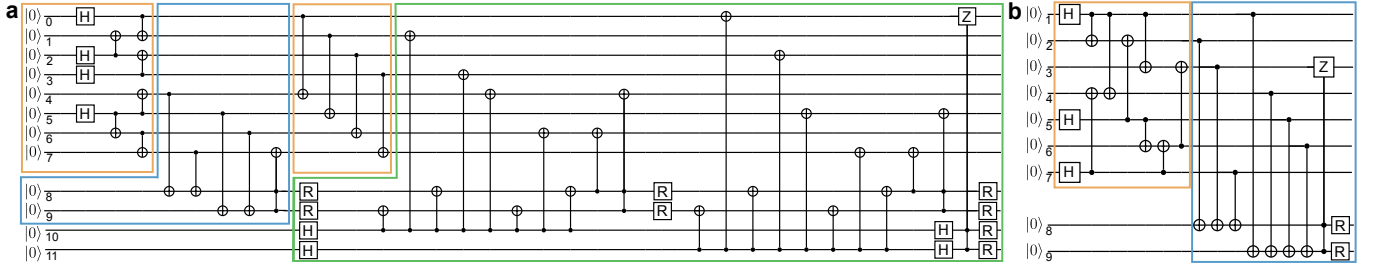 a
|0⟩0 H Z
|0⟩1
|0⟩2 H
|0⟩3 H
|0⟩4
|0⟩5 H
|0⟩6
|0⟩7
|0⟩8 R R R
|0⟩9 R R R
|0⟩10 H H R
|0⟩11 H H R
b
|0⟩1 H
|0⟩2
|0⟩3 Z
|0⟩4
|0⟩5 H
|0⟩6
|0⟩7 H
|0⟩8 R
|0⟩9 R